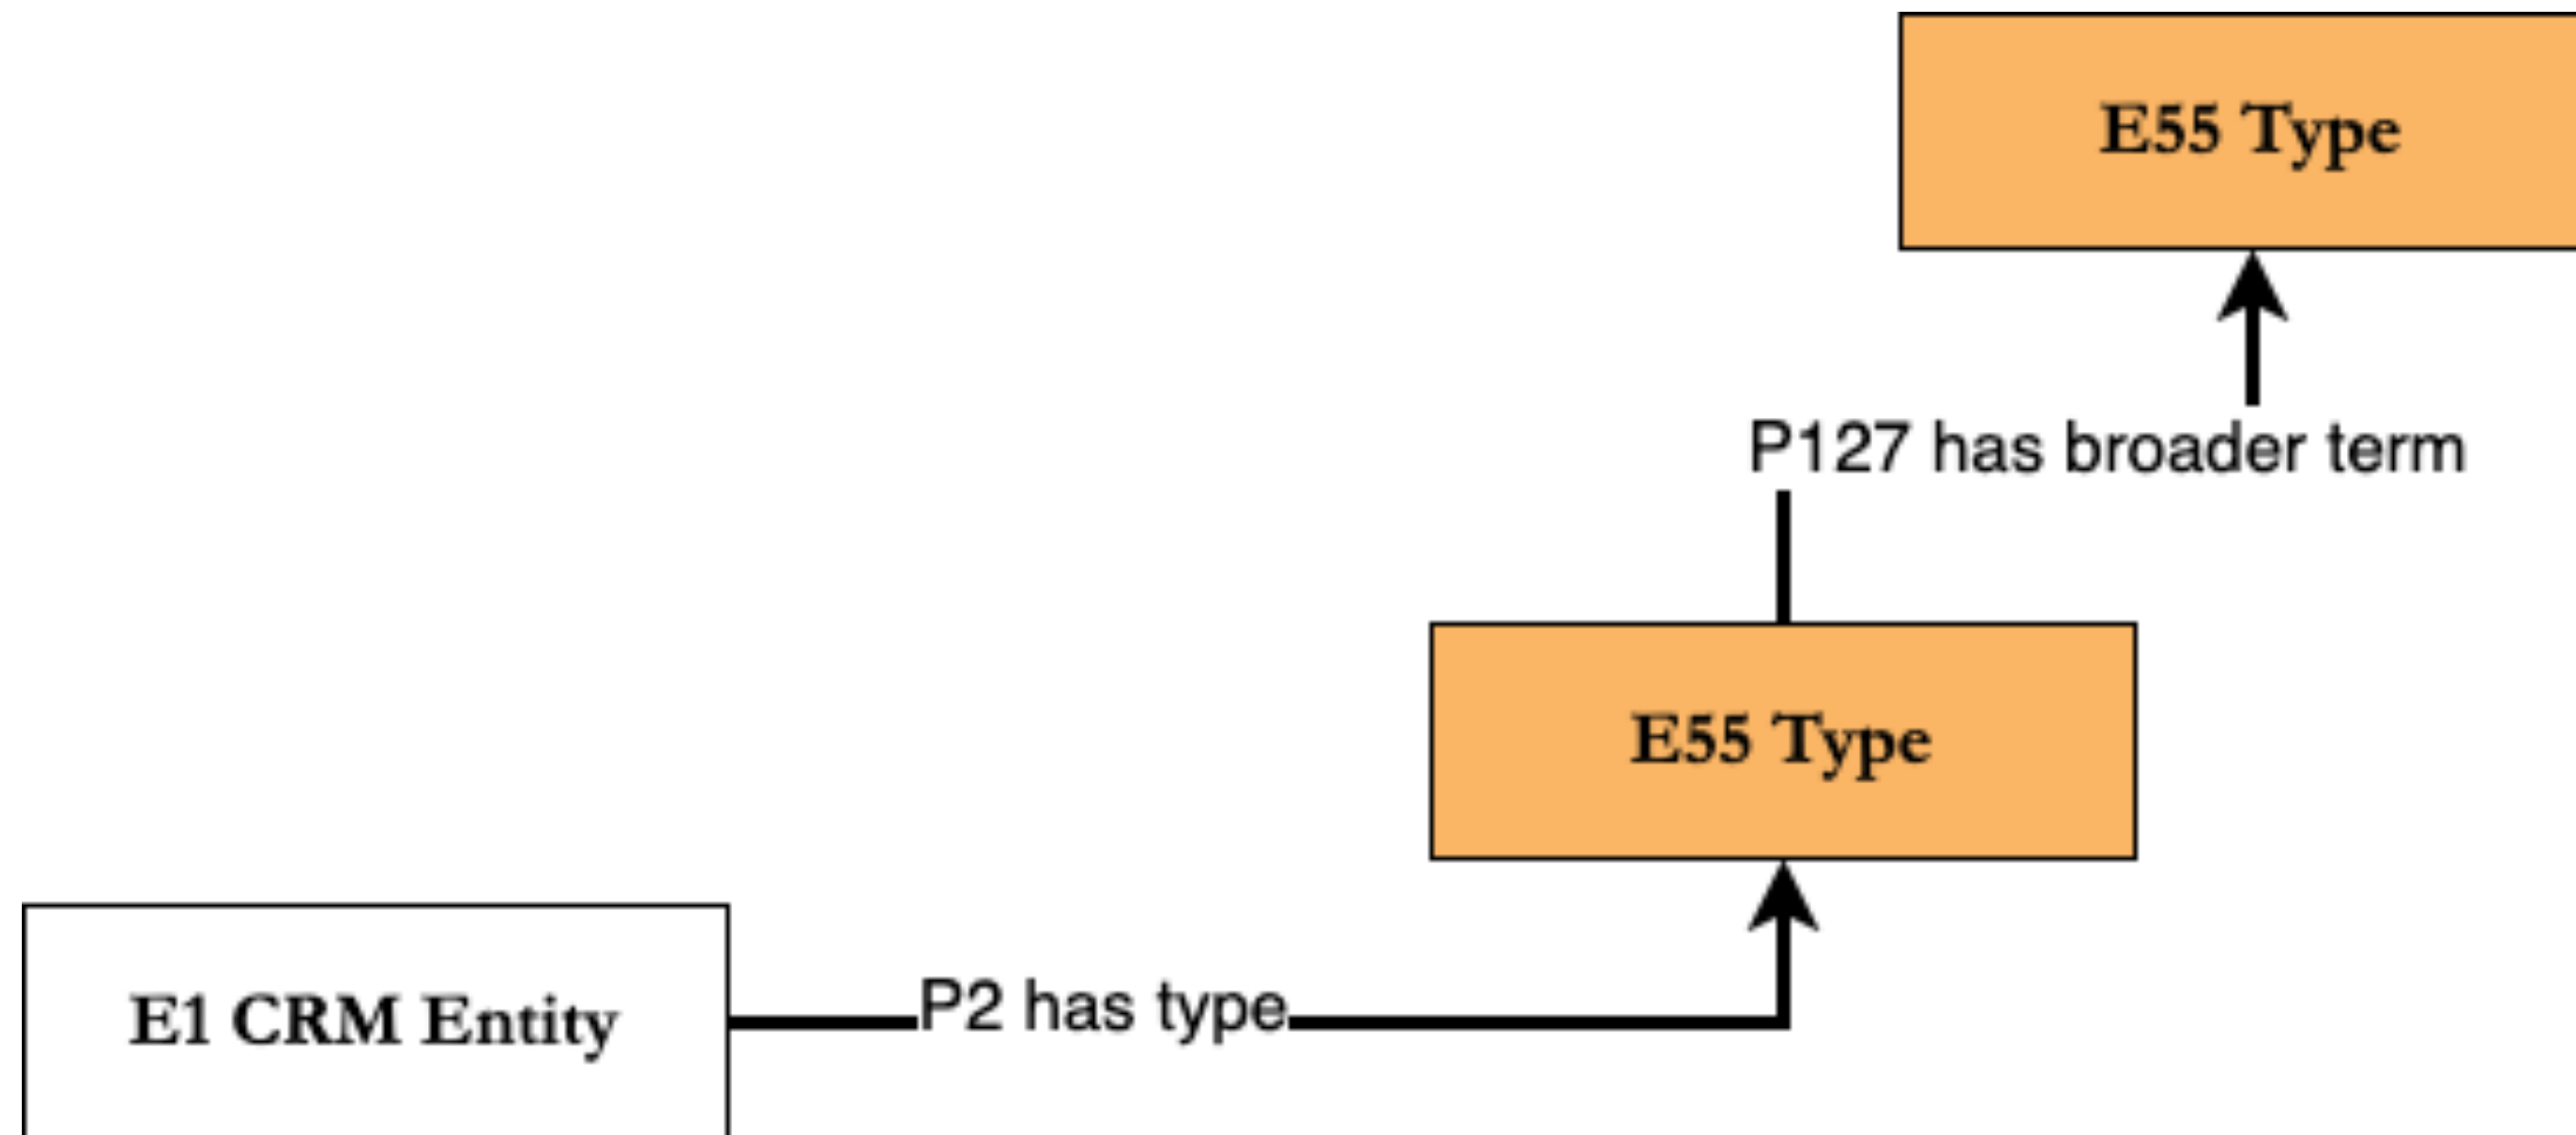 E55 Type
P127 has broader term
E55 Type
P2 has type
E1 CRM Entity